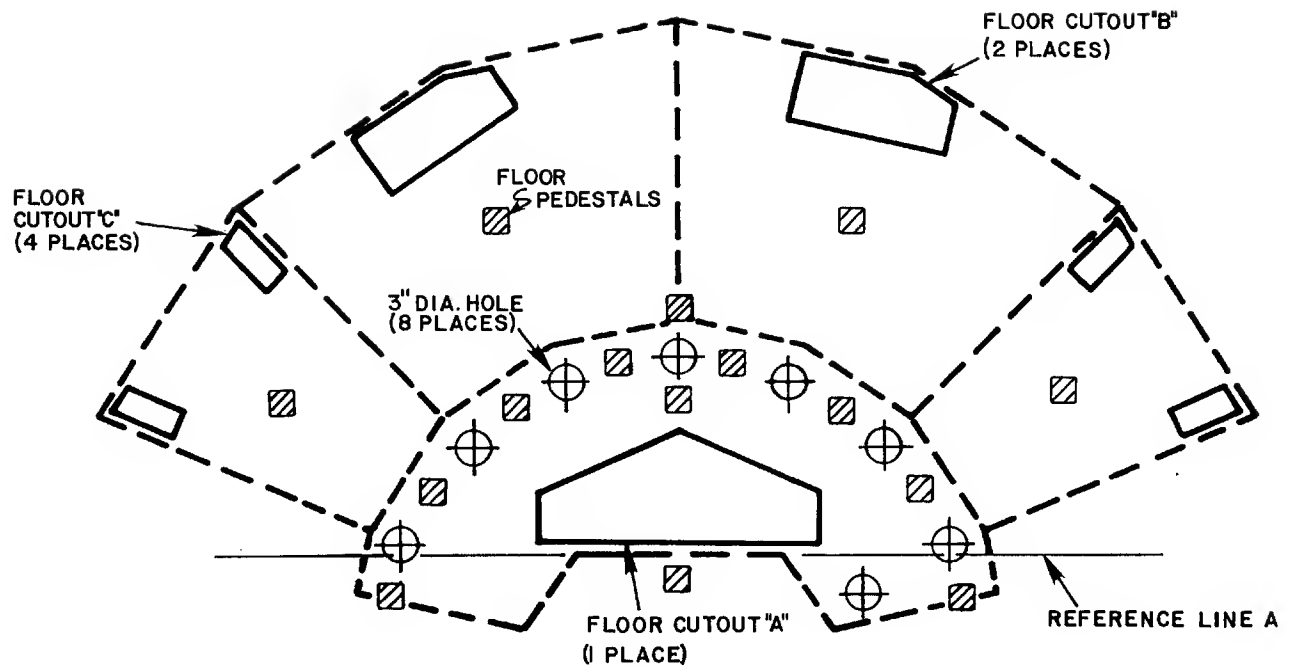 FLOOR CUTOUT"B"
(2 PLACES)
FLOOR
PEDESTALS
FLOOR
CUTOUT"C"
(4 PLACES)
3" DIA. HOLE
(8 PLACES)
FLOOR CUTOUT"A"
(1 PLACE)
REFERENCE LINE A